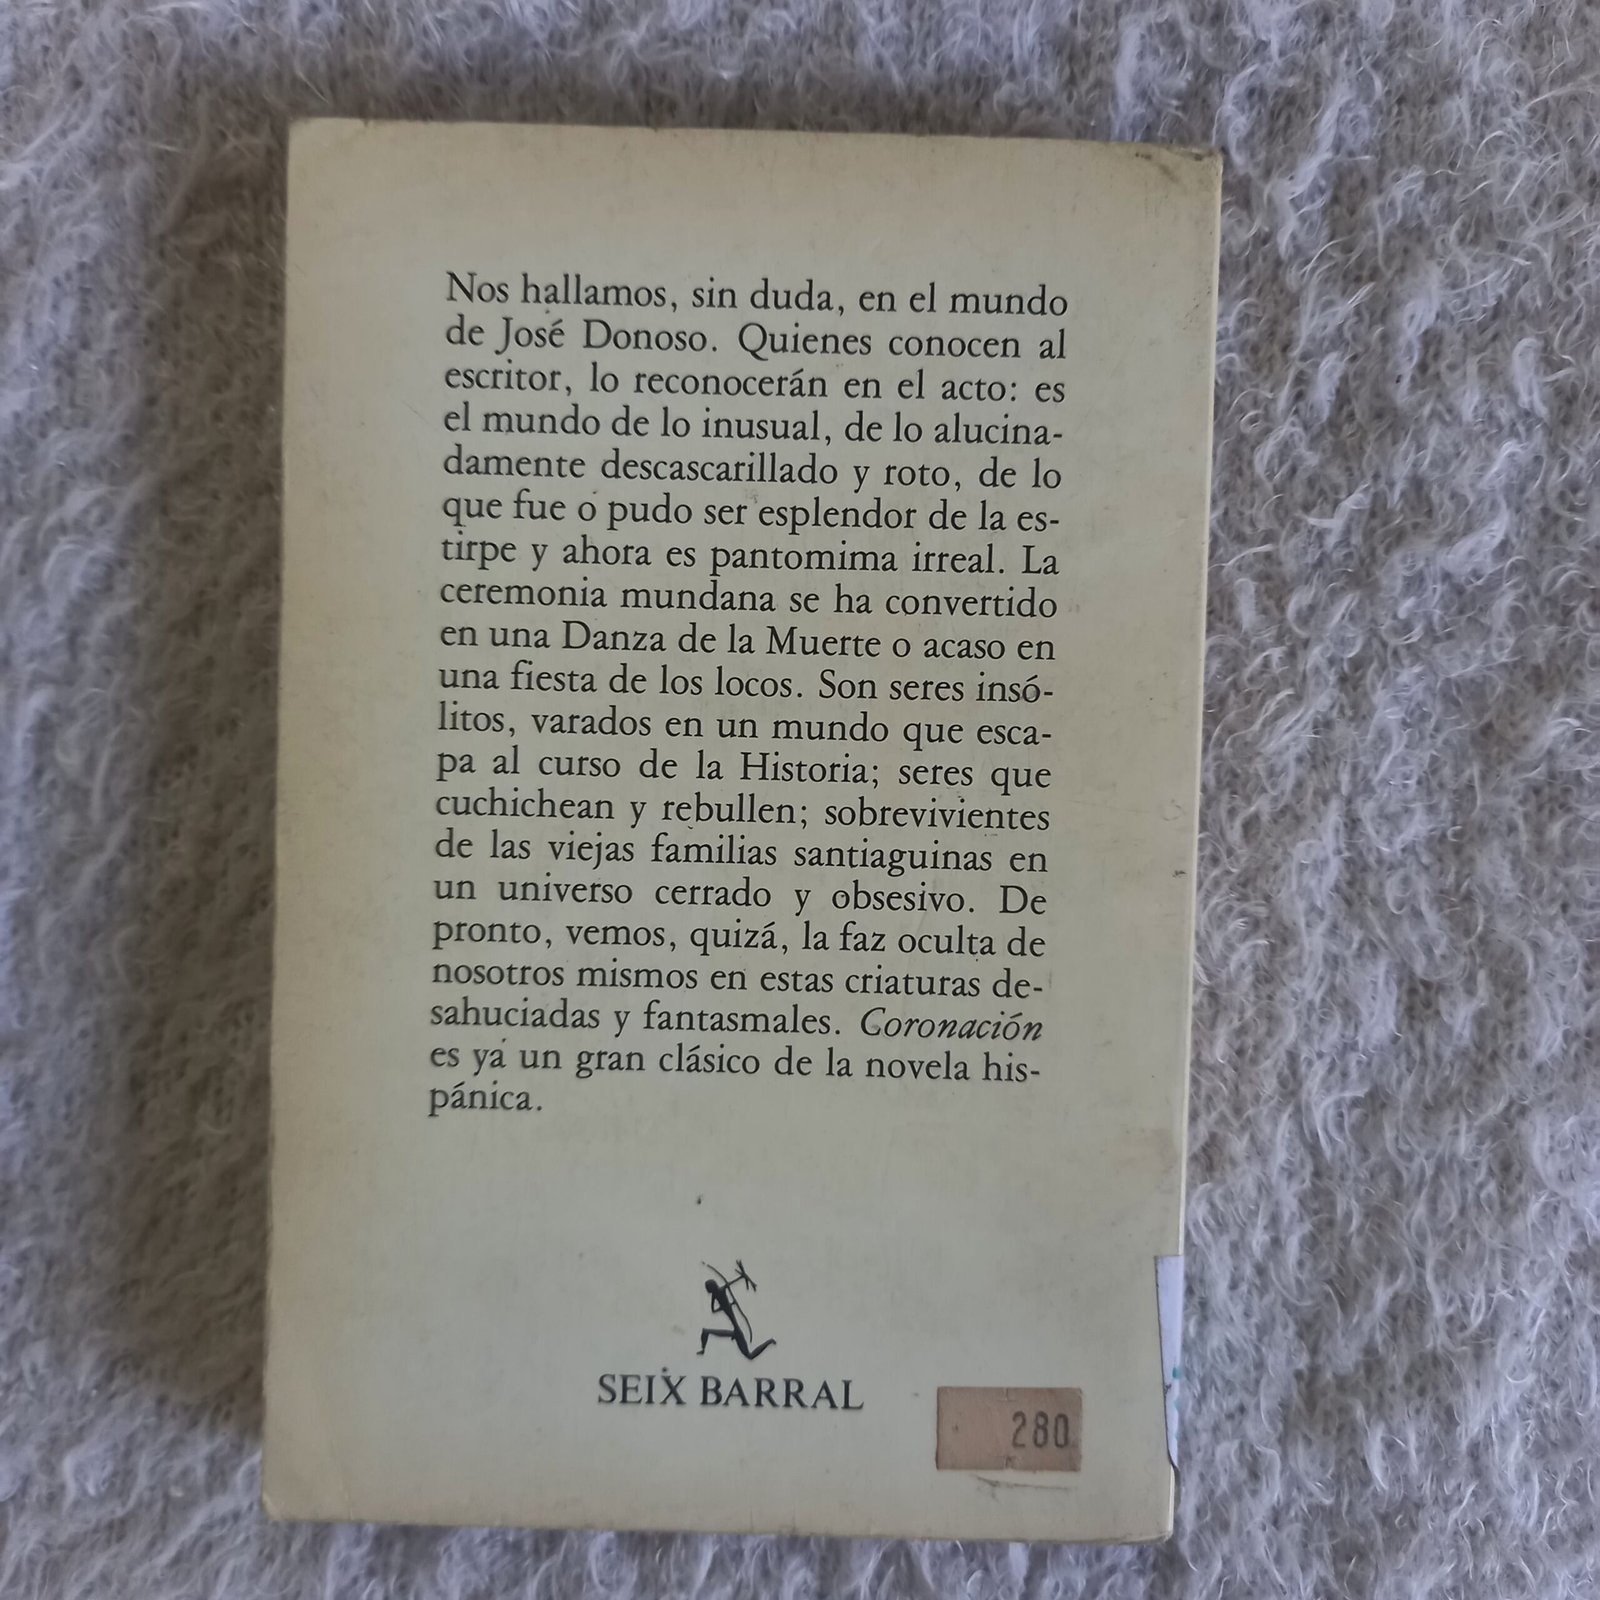 Nos hallamos, sin duda, en el mundo
de José Donoso. Quienes conocen al
escritor, lo reconocerán en el acto: es
el mundo de lo inusual, de lo alucina-
damente descascarillado y roto, de lo
que fue o pudo ser esplendor de la es-
tirpe y ahora es pantomima irreal. La
ceremonia mundana se ha convertido
en una Danza de la Muerte o acaso en
una fiesta de los locos. Son seres insó-
litos, varados en un mundo que esca-
pa al curso de la Historia; seres que
cuchichean y rebullen; sobrevivientes
de las viejas familias santiaguinas en
un universo cerrado y obsesivo. De
pronto, vemos, quizá, la faz oculta de
nosotros mismos en estas criaturas de-
sahuciadas y fantasmales. Coronación
es ya un gran clásico de la novela his-
pánica.
SEIX BARRAL
280